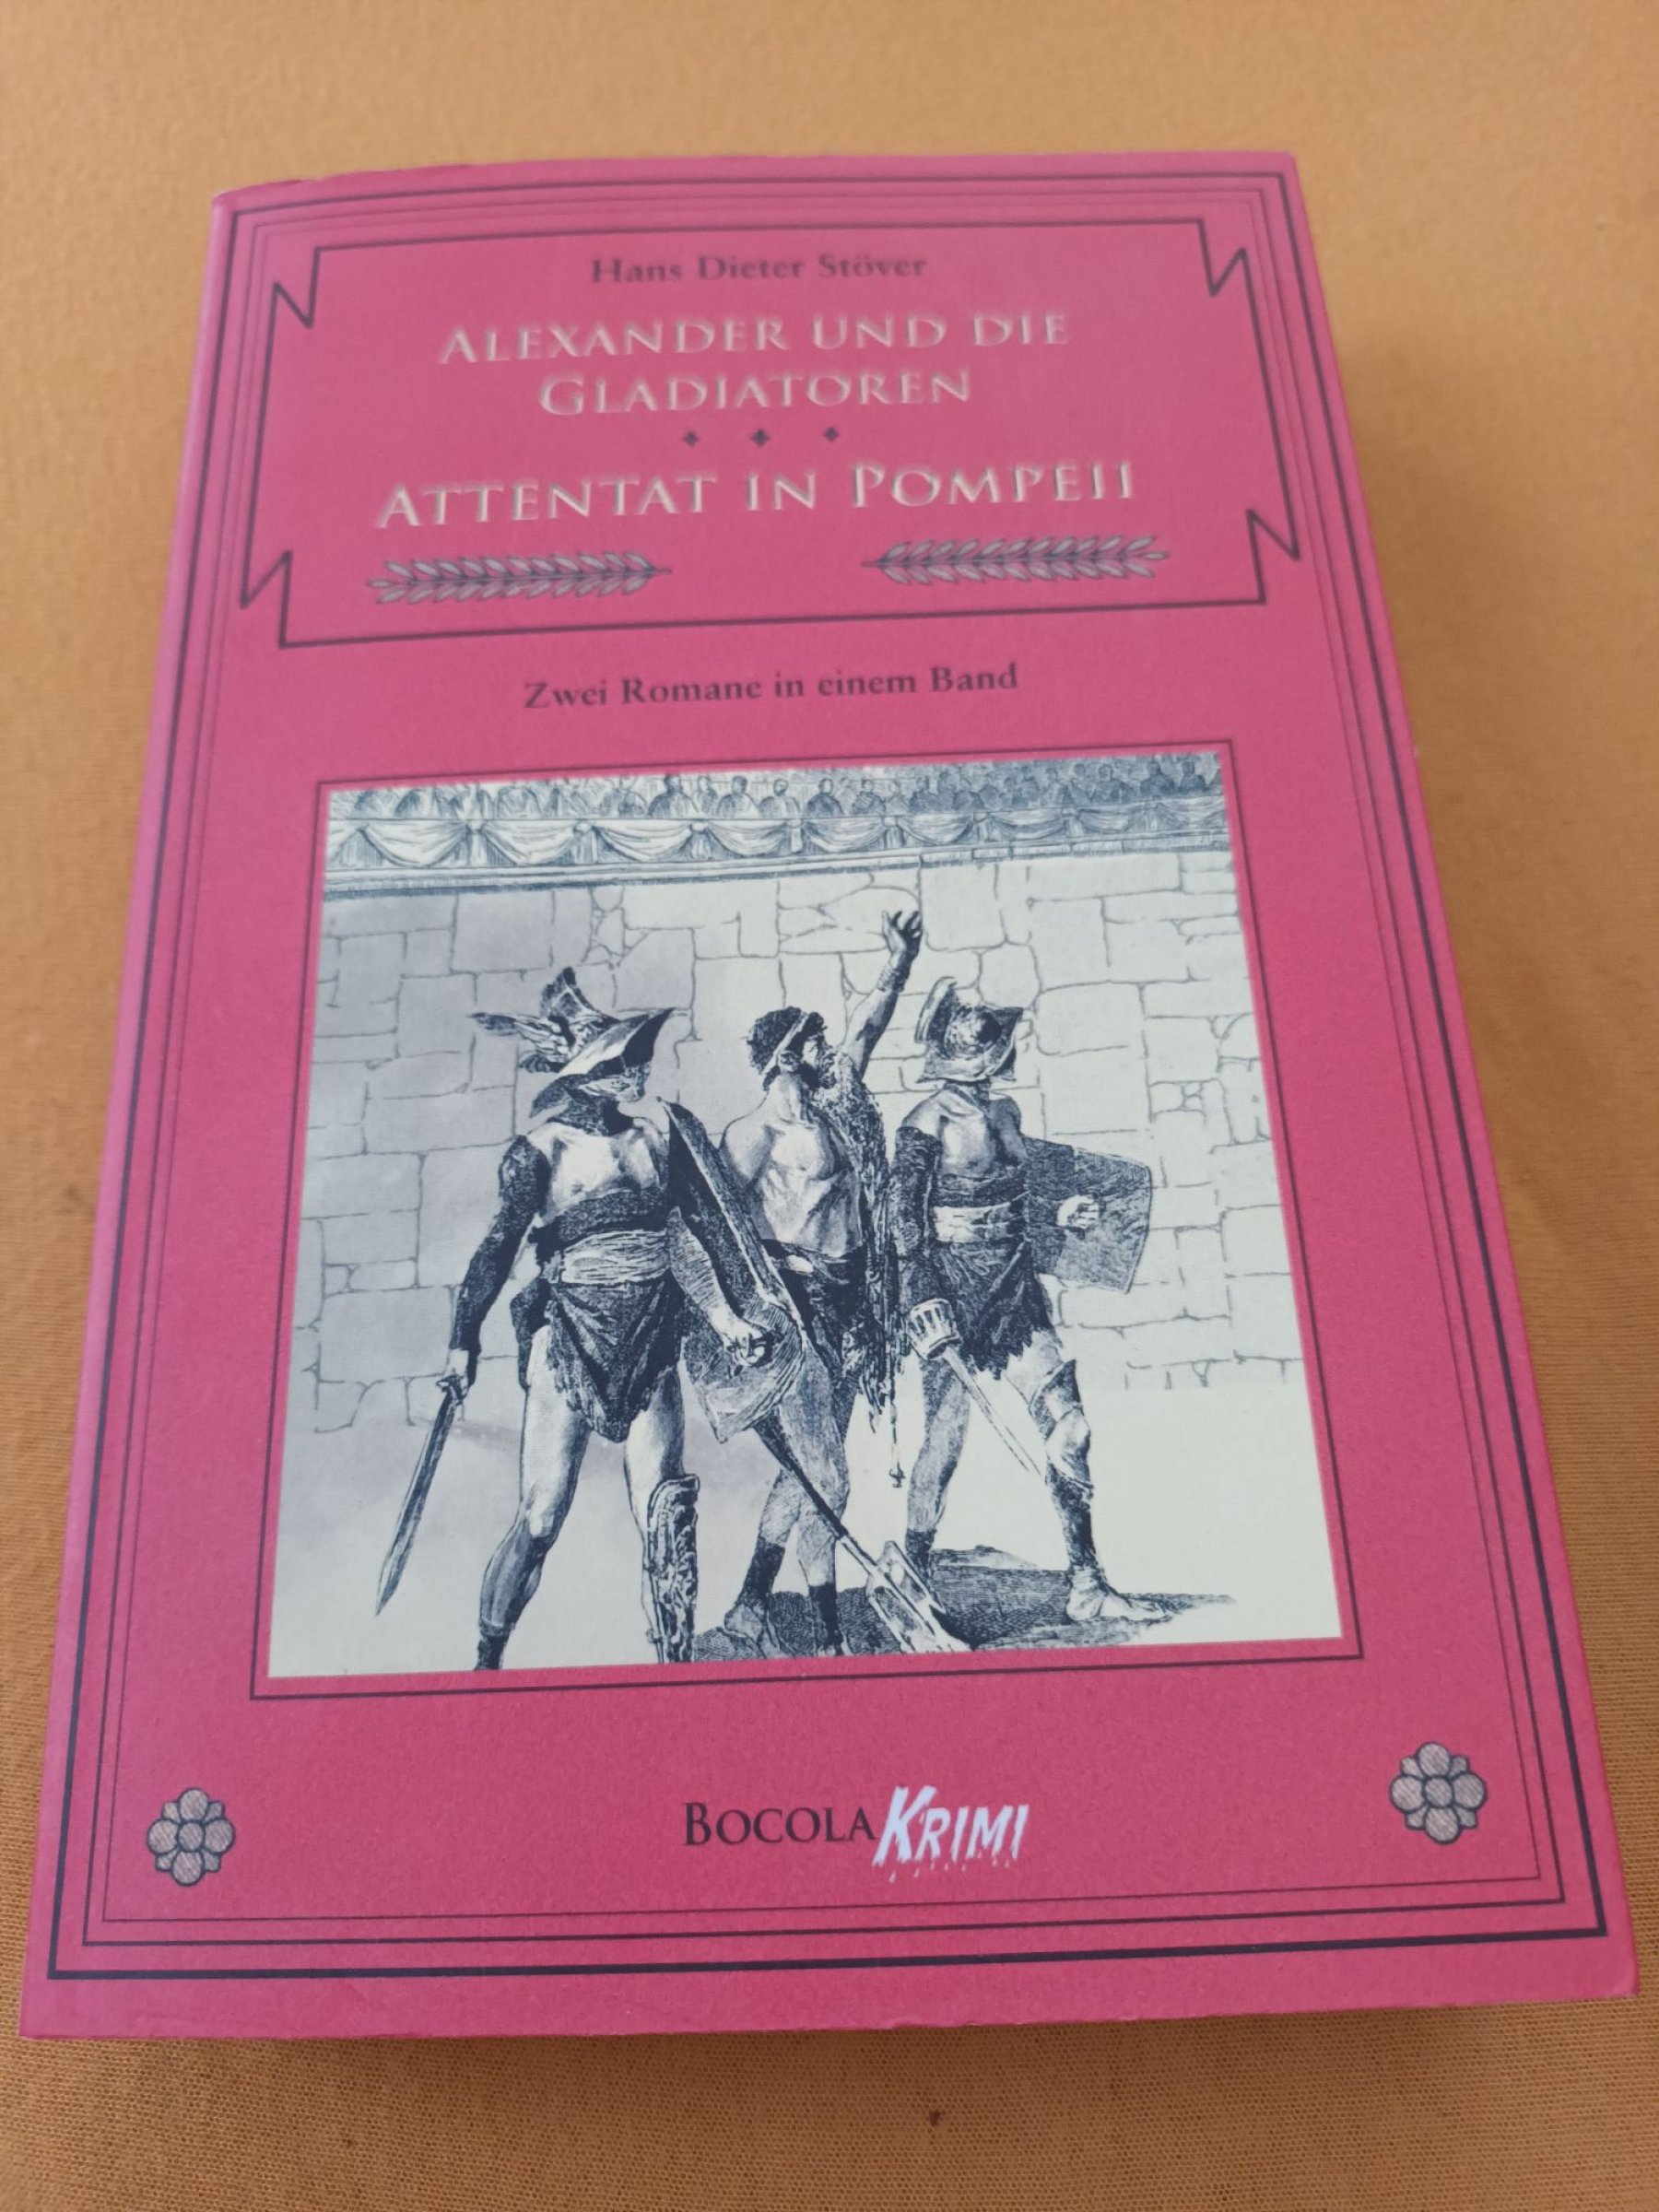 Hans Dieter Stöver
ALEXANDER UND DIE
GLADIATOREN
ATTENTAT IN POMPEII
Zwei Romane in einem Band
BOCOLA KRIMI